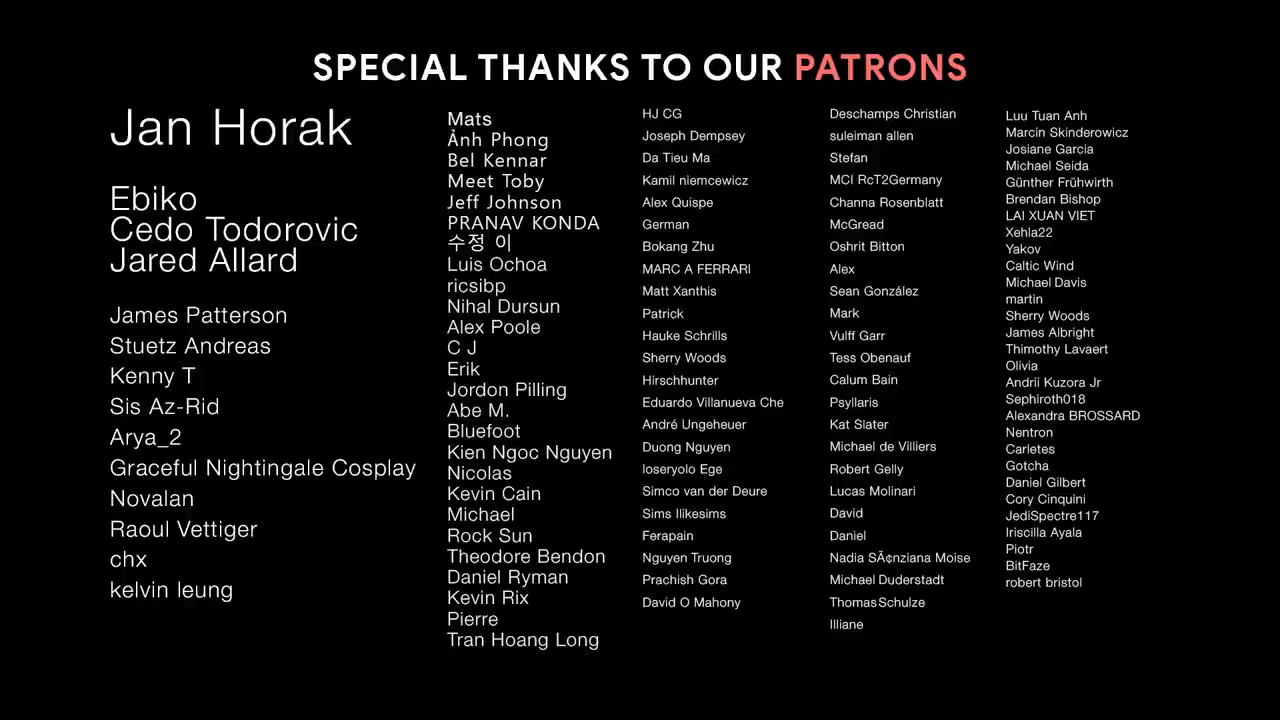 SPECIAL THANKS TO OUR PATRONS
Jan Horak
Ebiko
Cedo Todorovic
Jared Allard
James Patterson
Stuetz Andreas
Kenny T
Sis Az-Rid
Arya_2
Graceful Nightingale Cosplay
Novalan
Raoul Vettiger
chx
kelvin leung
Mats
Ảnh Phong
Bel Kennar
Meet Toby
Jeff Johnson
PRANAV KONDA
수정 이
Luis Ochoa
ricsibp
Nihal Dursun
Alex Poole
C J
Erik
Jordon Pilling
Abe M.
Bluefoot
Kien Ngoc Nguyen
Nicolas
Kevin Cain
Michael
Rock Sun
Theodore Bendon
Daniel Ryman
Kevin Rix
Pierre
Tran Hoang Long
HJ CG
Joseph Dempsey
Da Tieu Ma
Kamil niemcewicz
Alex Quispe
German
Bokang Zhu
MARC A FERRARI
Matt Xanthis
Patrick
Hauke Schrills
Sherry Woods
Hirschhunter
Eduardo Villanueva Che
André Ungeheuer
Duong Nguyen
loseryolo Ege
Simco van der Deure
Sims Ilikesims
Ferapain
Nguyen Truong
Prachish Gora
David O Mahony
Deschamps Christian
suleiman allen
Stefan
MCI RcT2Germany
Channa Rosenblatt
McGread
Oshrit Bitton
Alex
Sean González
Mark
Vulff Garr
Tess Obenauf
Calum Bain
Psyllaris
Kat Slater
Michael de Villiers
Robert Gelly
Lucas Molinari
David
Daniel
Nadia SÃ¢nziana Moise
Michael Duderstadt
Thomas Schulze
Illiane
Luu Tuan Anh
Marcin Skinderowicz
Josiane Garcia
Michael Seida
Günther Frühwirth
Brendan Bishop
LAI XUAN VIET
Xehla22
Yakov
Caltic Wind
Michael Davis
martin
Sherry Woods
James Albright
Thimothy Lavaert
Olivia
Andrii Kuzora Jr
Sephiroth018
Alexandra BROSSARD
Nentron
Carletes
Gotcha
Daniel Gilbert
Cory Cinquini
JediSpectre117
Iriscilla Ayala
Piotr
BitFaze
robert bristol